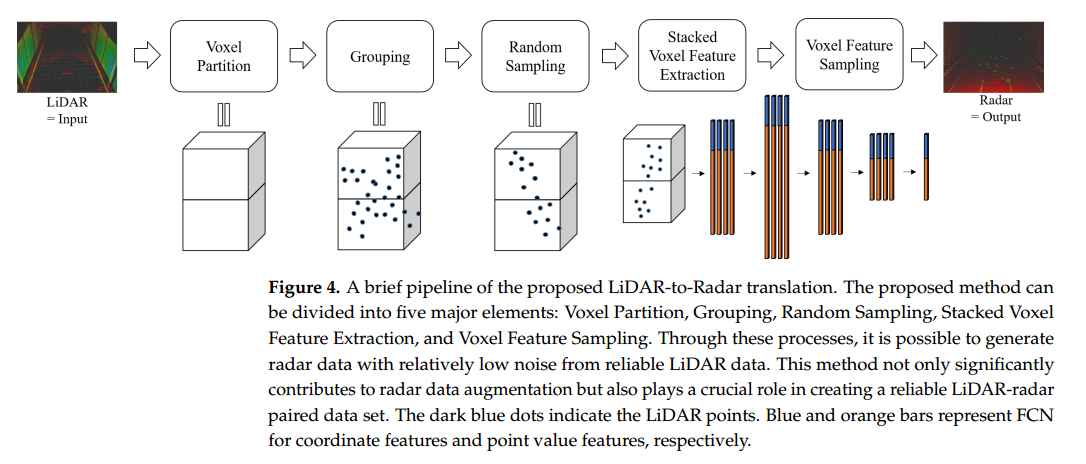 LiDAR
= Input
Voxel
Partition
Grouping
Random
Sampling
Stacked
Voxel Feature
Extraction
Voxel Feature
Sampling
Radar
= Output
Figure 4. A brief pipeline of the proposed LiDAR-to-Radar translation. The proposed method can
be divided into five major elements: Voxel Partition, Grouping, Random Sampling, Stacked Voxel
Feature Extraction, and Voxel Feature Sampling. Through these processes, it is possible to generate
radar data with relatively low noise from reliable LiDAR data. This method not only significantly
contributes to radar data augmentation but also plays a crucial role in creating a reliable LiDAR-radar
paired data set. The dark blue dots indicate the LiDAR points. Blue and orange bars represent FCN
for coordinate features and point value features, respectively.